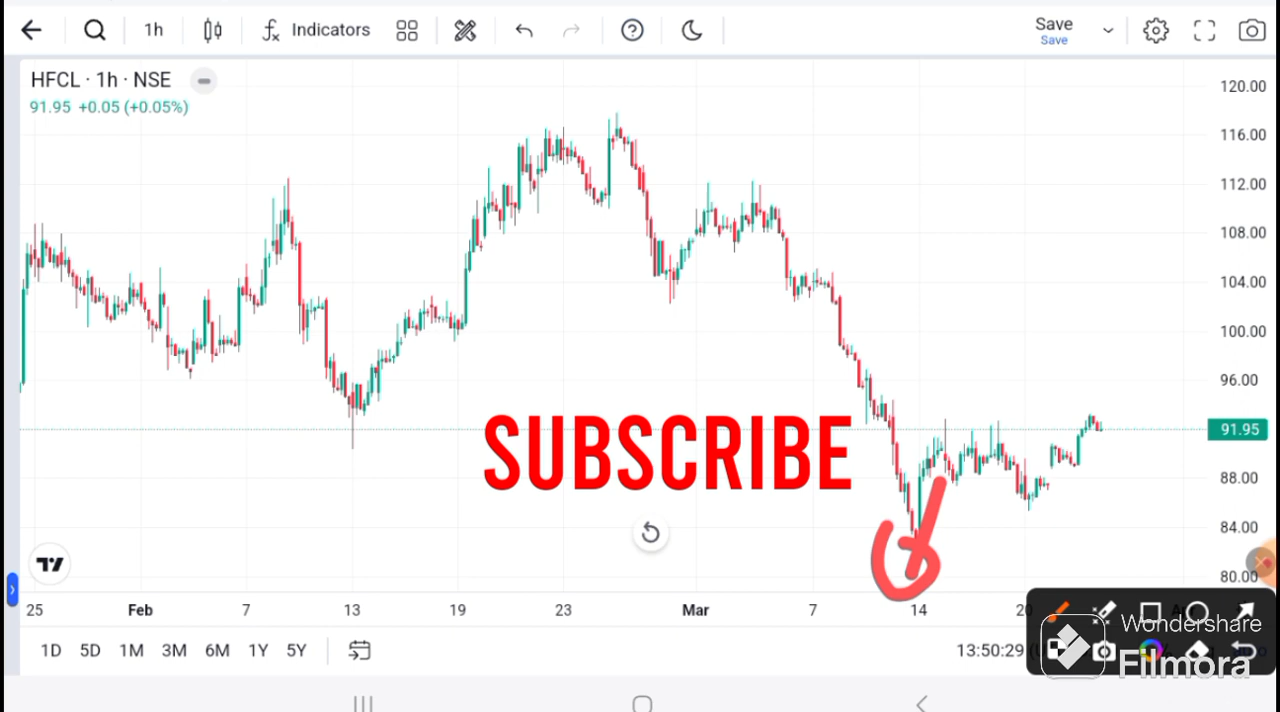 1h Indicators Save
Save
HFCL · 1h · NSE
91.95 +0.05 (+0.05%)
120.00
116.00
112.00
108.00
104.00
100.00
96.00
91.95
88.00
84.00
80.00
SUBSCRIBE
25 Feb 7 13 19 23 Mar 7 14 20
1D 5D 1M 3M 6M 1Y 5Y 13:50:29
Wondershare
Filmora